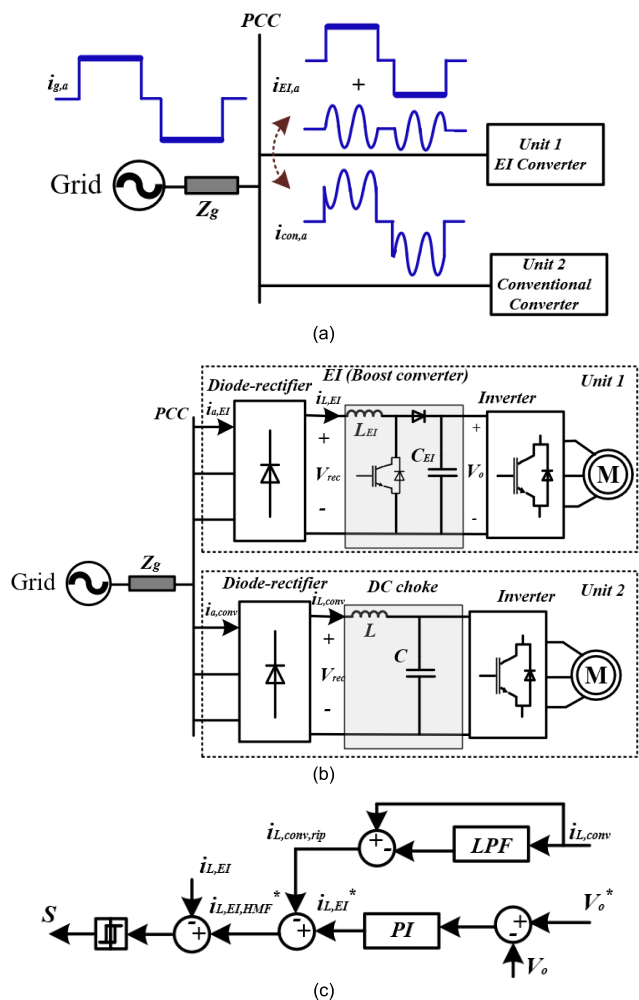 PCC
i_g,a
i_EI,a
+
Unit 1
EI Converter
Grid
Z_g
i_con,a
Unit 2
Conventional
Converter
(a)
EI (Boost converter)
Unit 1
Diode-rectifier
Inverter
PCC
i_a,EI
i_L,EI
L_EI
+
+
V_rec
C_EI
V_o
M
-
-
Grid
Z_g
Diode-rectifier
DC choke
Unit 2
Inverter
i_a,conv
i_L,conv
L
+
V_rec
C
M
-
(b)
i_L,conv,rip
+
-
LPF
i_L,conv
i_L,EI
S
i_L,EI,HMF*
i_L,EI*
V_o*
-
+
-
+
PI
+
-
V_o
(c)